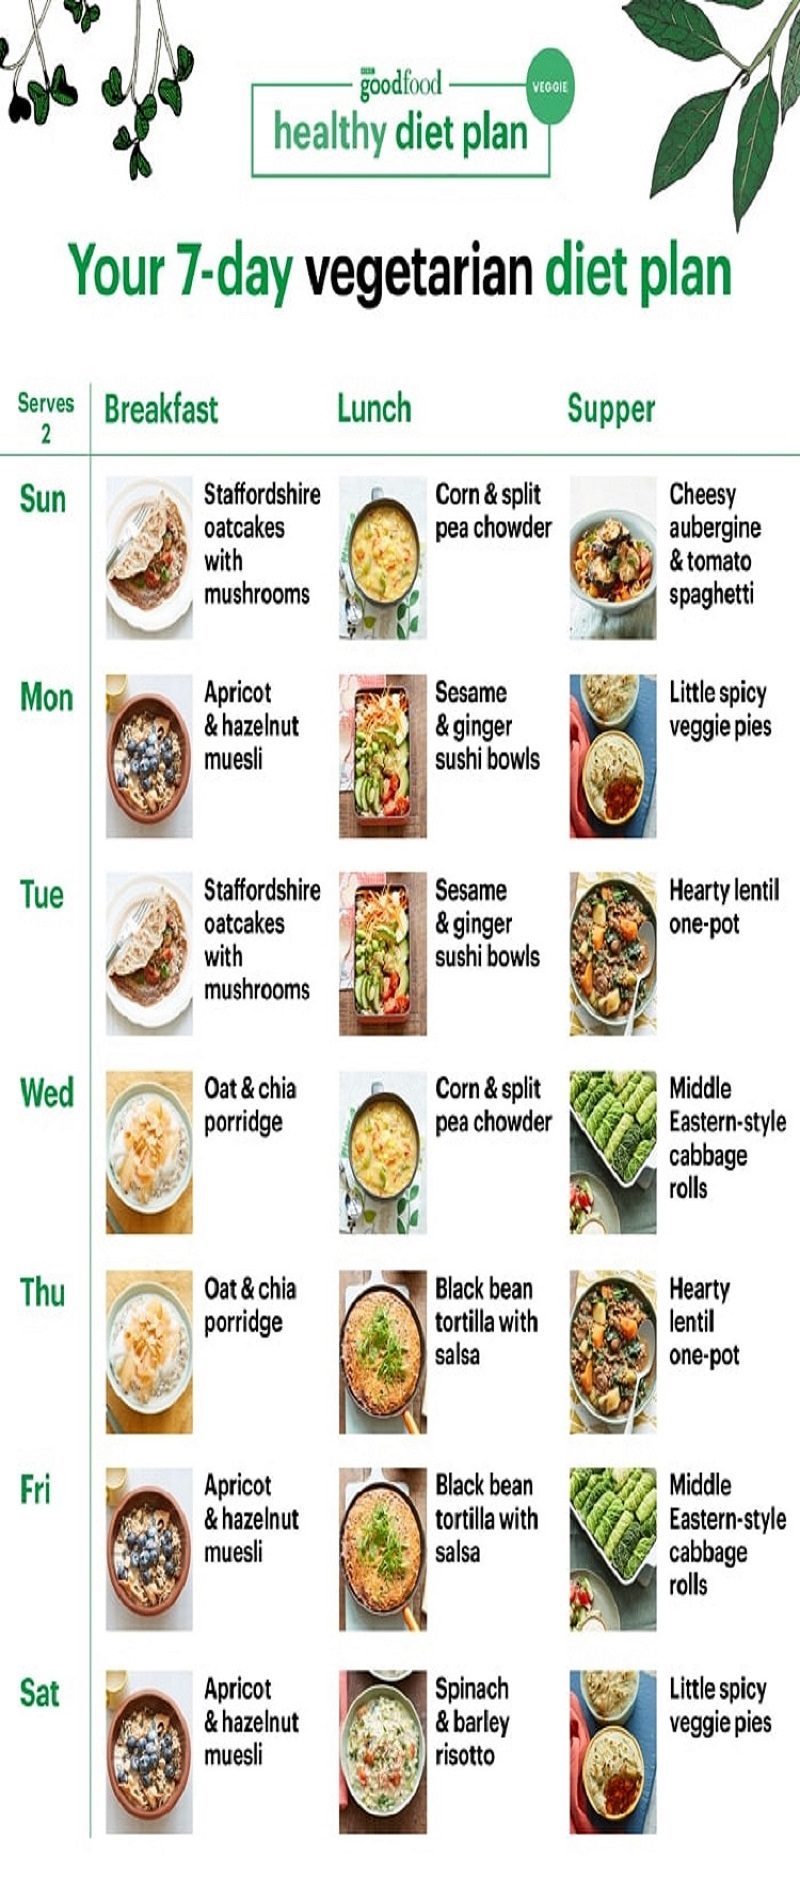 BBC
goodfood
VEGGIE
healthy diet plan
Your 7-day vegetarian diet plan
Serves
2
Breakfast
Lunch
Supper
Sun
Staffordshire
oatcakes
with
mushrooms
Corn & split
pea chowder
Cheesy
aubergine
& tomato
spaghetti
Mon
Apricot
& hazelnut
muesli
Sesame
& ginger
sushi bowls
Little spicy
veggie pies
Tue
Staffordshire
oatcakes
with
mushrooms
Sesame
& ginger
sushi bowls
Hearty lentil
one-pot
Wed
Oat & chia
porridge
Corn & split
pea chowder
Middle
Eastern-style
cabbage
rolls
Thu
Oat & chia
porridge
Black bean
tortilla with
salsa
Hearty
lentil
one-pot
Fri
Apricot
& hazelnut
muesli
Black bean
tortilla with
salsa
Middle
Eastern-style
cabbage
rolls
Sat
Apricot
& hazelnut
muesli
Spinach
& barley
risotto
Little spicy
veggie pies